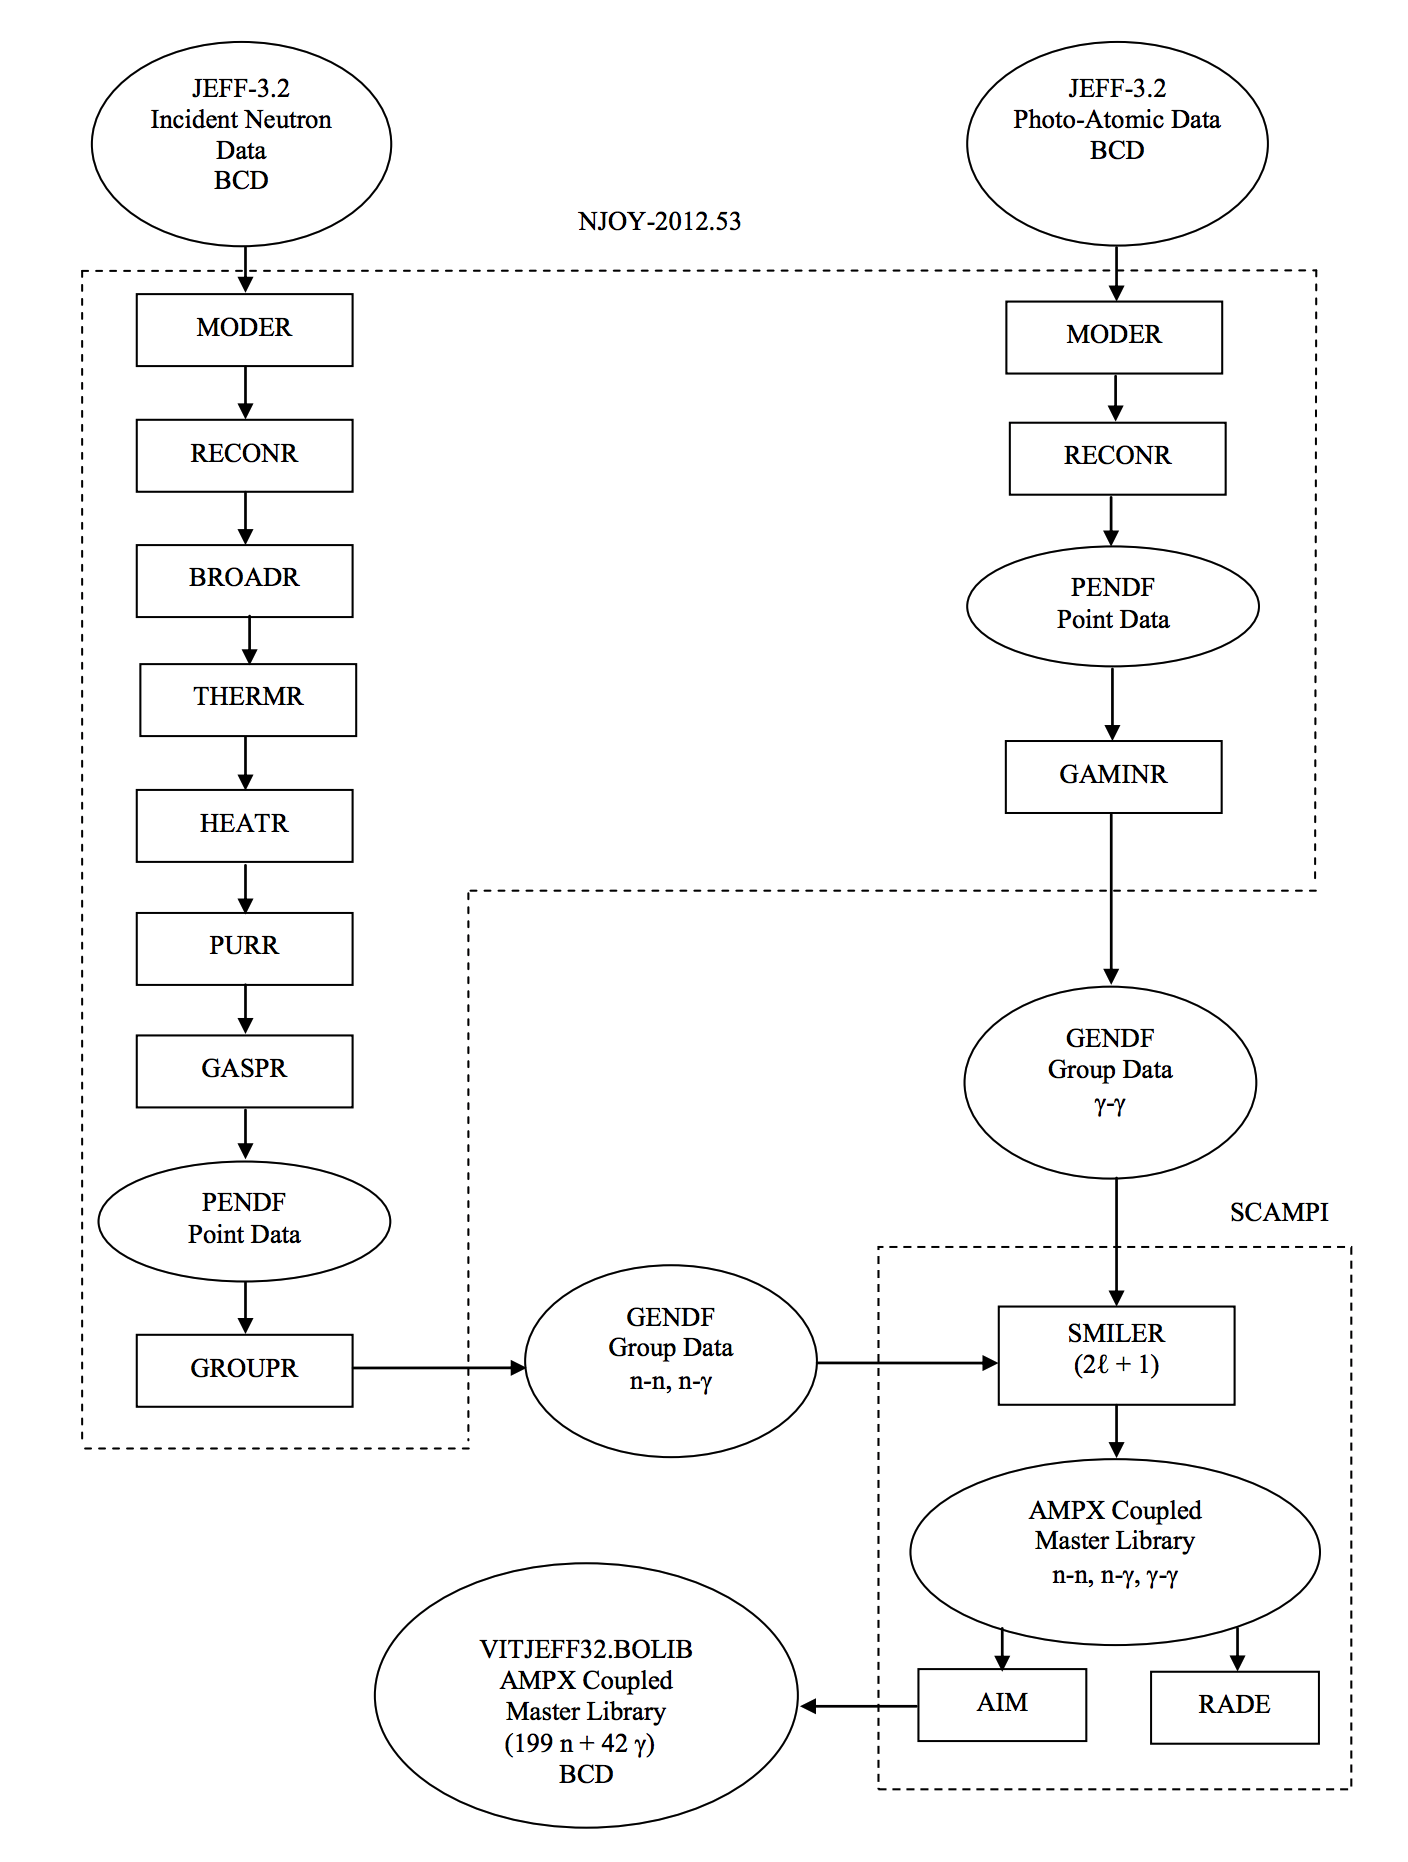 JEFF-3.2
Incident Neutron
Data
BCD
JEFF-3.2
Photo-Atomic Data
BCD
NJOY-2012.53
MODER
RECONR
BROADR
THERMR
HEATR
PURR
GASPR
PENDF
Point Data
GROUPR
MODER
RECONR
PENDF
Point Data
GAMINR
GENDF
Group Data
γ-γ
SCAMPI
GENDF
Group Data
n-n, n-γ
SMILER
(2ℓ + 1)
AMPX Coupled
Master Library
n-n, n-γ, γ-γ
AIM
RADE
VITJEFF32.BOLIB
AMPX Coupled
Master Library
(199 n + 42 γ)
BCD